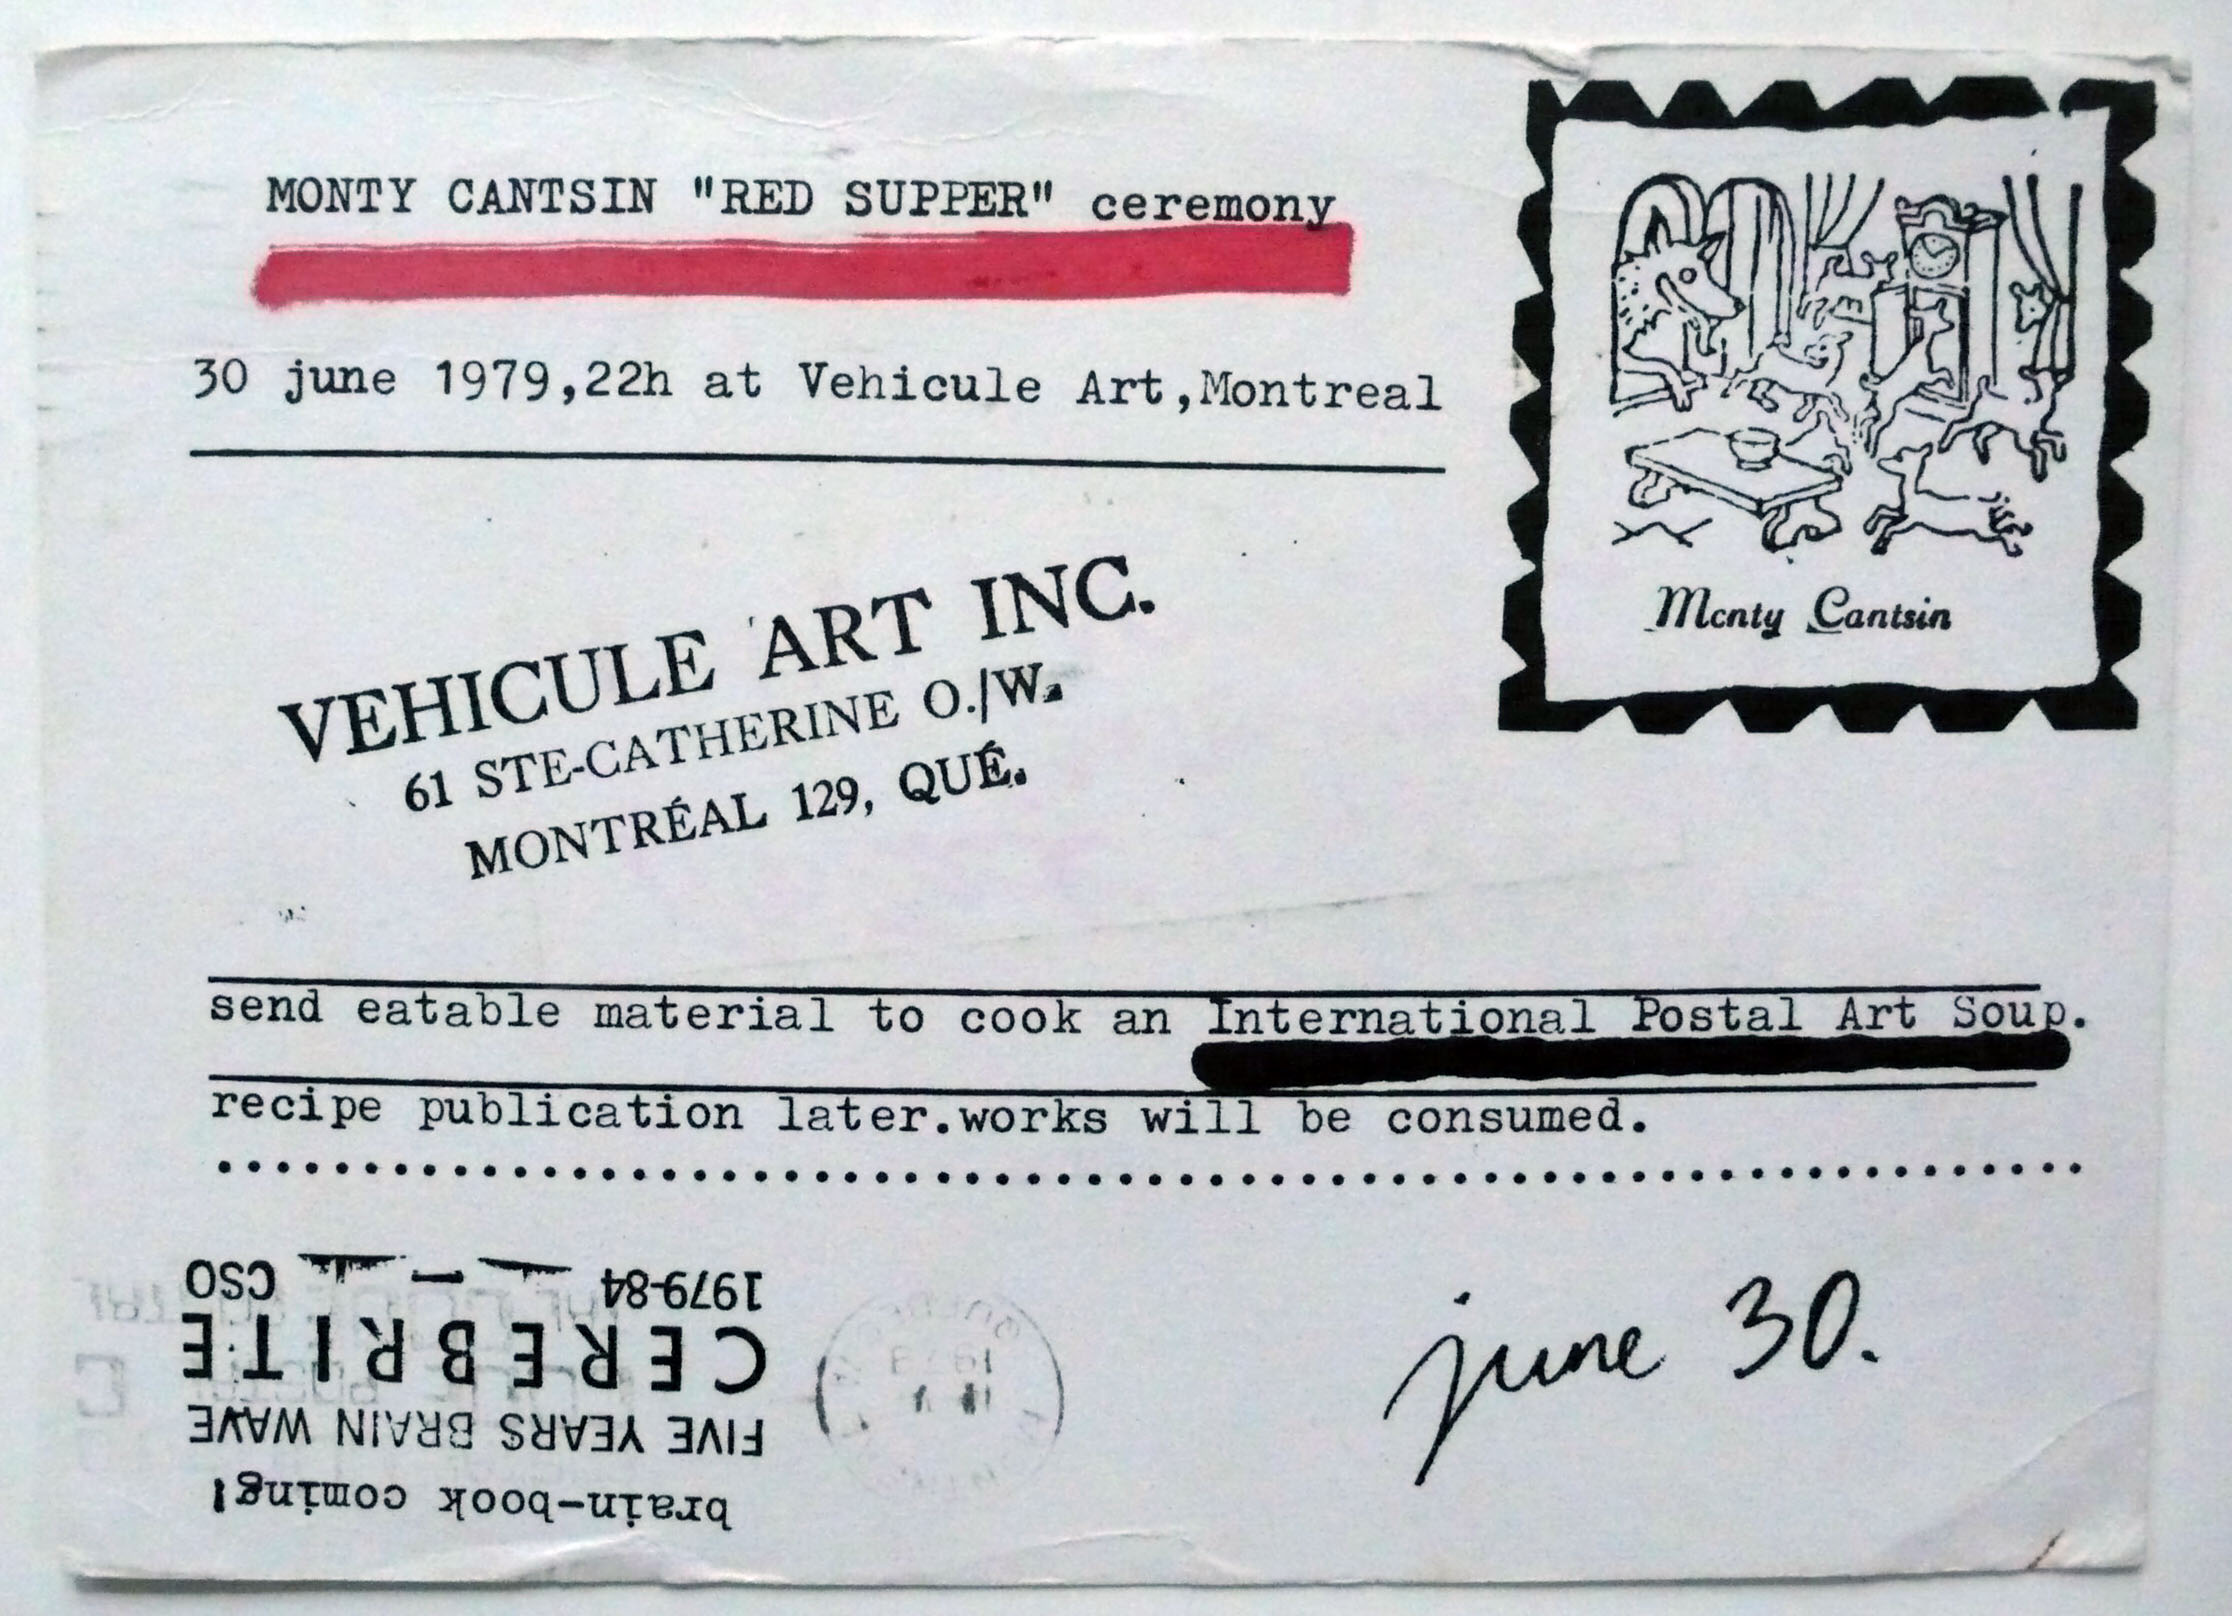 MONTY CANTSIN "RED SUPPER" ceremony
30 june 1979,22h at Vehicule Art,Montreal
Mcnty Cantsin
VEHICULE ART INC.
61 STE-CATHERINE O./W.
MONTRÉAL 129, QUÉ.
send eatable material to cook an International Postal Art Soup.
recipe publication later.works will be consumed.
june 30.
brain-book coming!
FIVE YEARS BRAIN WAVE
CEREBRITE
1979-84 CSO